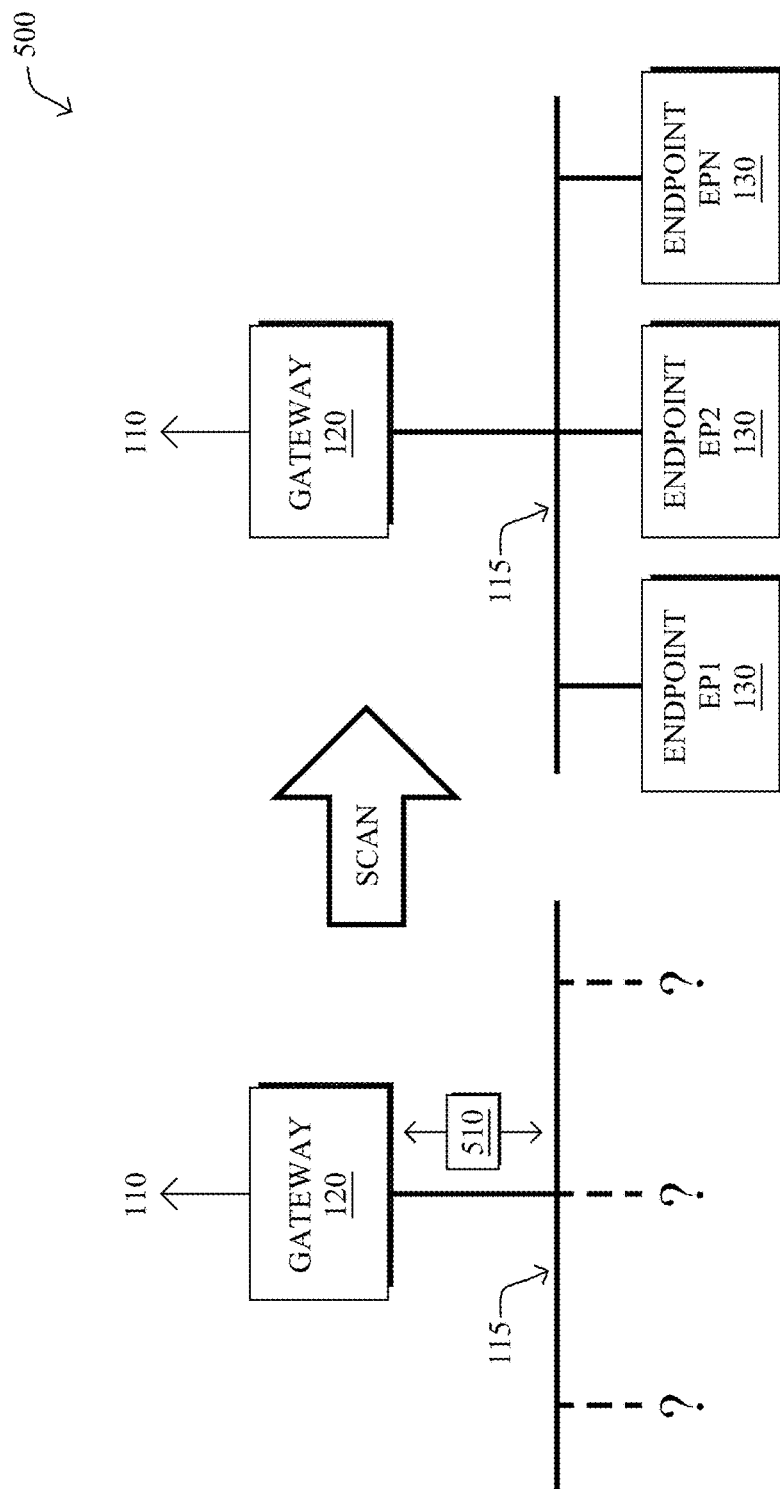 500
110
GATEWAY
120
510
115
?
?
?
SCAN
110
GATEWAY
120
115
ENDPOINT
EP1
130
ENDPOINT
EP2
130
ENDPOINT
EPN
130